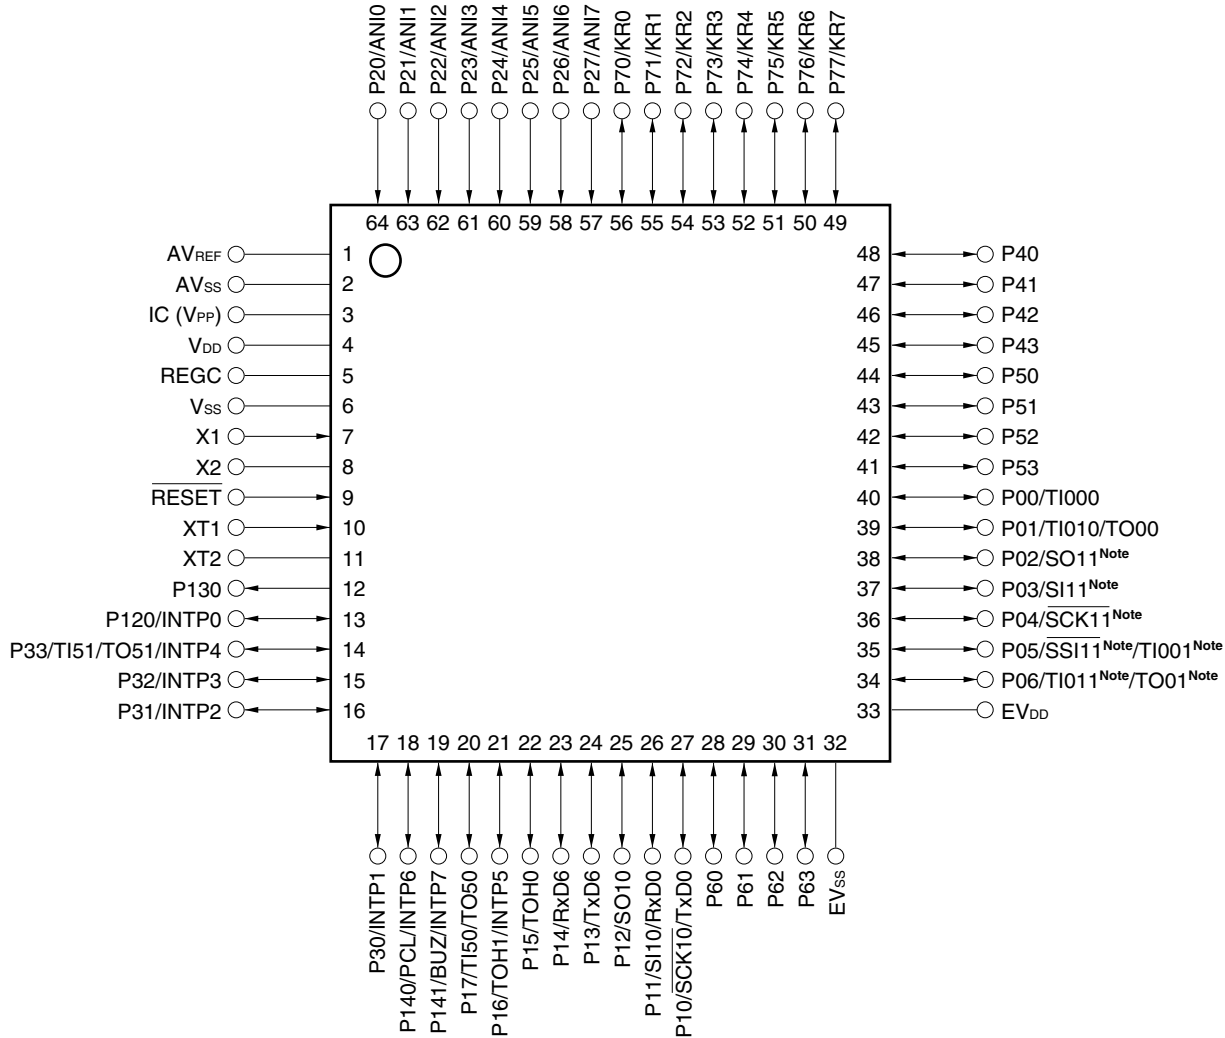 P20/ANI0
P21/ANI1
P22/ANI2
P23/ANI3
P24/ANI4
P25/ANI5
P26/ANI6
P27/ANI7
P70/KR0
P71/KR1
P72/KR2
P73/KR3
P74/KR4
P75/KR5
P76/KR6
P77/KR7
64 63 62 61 60 59 58 57 56 55 54 53 52 51 50 49
AVREF 1 48 P40
AVSS 2 47 P41
IC (VPP) 3 46 P42
VDD 4 45 P43
REGC 5 44 P50
VSS 6 43 P51
X1 7 42 P52
X2 8 41 P53
RESET 9 40 P00/TI000
XT1 10 39 P01/TI010/TO00
XT2 11 38 P02/SO11Note
P130 12 37 P03/SI11Note
P120/INTP0 13 36 P04/SCK11Note
P33/TI51/TO51/INTP4 14 35 P05/SSI11Note/TI001Note
P32/INTP3 15 34 P06/TI011Note/TO01Note
P31/INTP2 16 33 EVDD
17 18 19 20 21 22 23 24 25 26 27 28 29 30 31 32
P30/INTP1
P140/PCL/INTP6
P141/BUZ/INTP7
P17/TI50/TO50
P16/TOH1/INTP5
P15/TOH0
P14/RxD6
P13/TxD6
P12/SO10
P11/SI10/RxD0
P10/SCK10/TxD0
P60
P61
P62
P63
EVSS